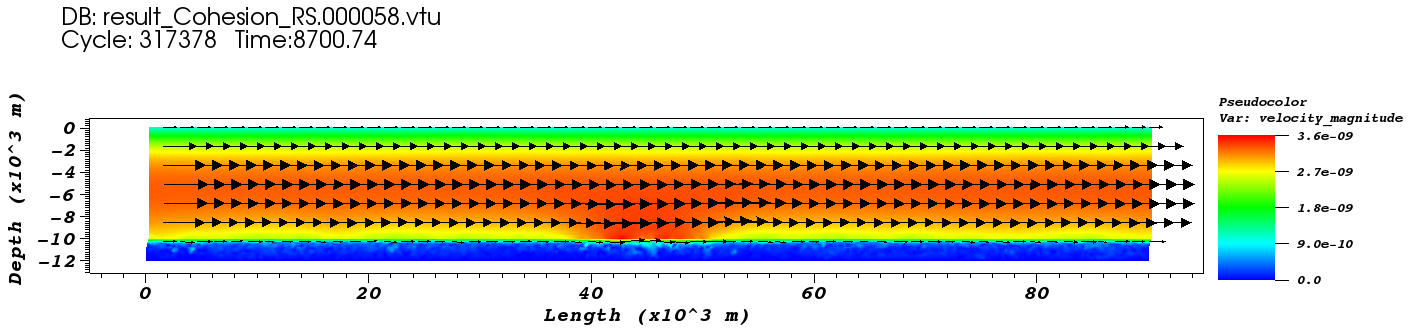 DB: result_Cohesion_RS.000058.vtu
Cycle: 317378 Time:8700.74
Pseudocolor
Var: velocity_magnitude
3.6e-09
2.7e-09
1.8e-09
9.0e-10
0.0
Depth (x10^3 m)
0
-2
-4
-6
-8
-10
-12
0 20 40 60 80
Length (x10^3 m)